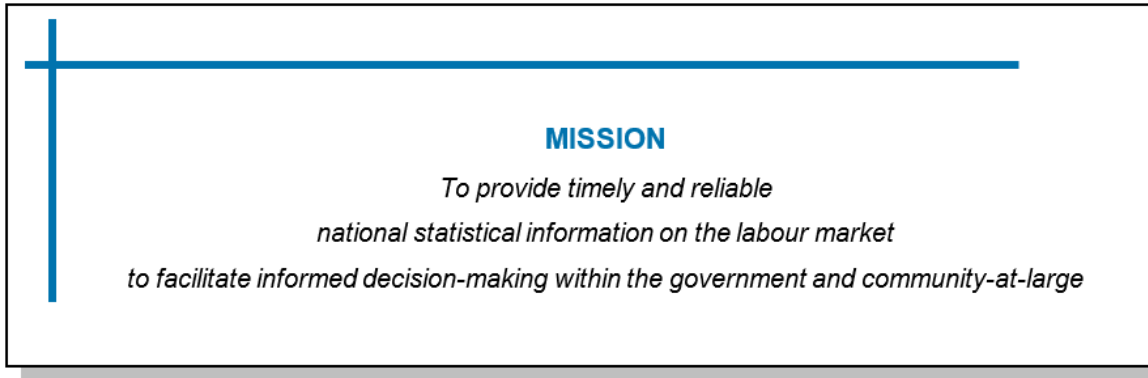 MISSION
To provide timely and reliable
national statistical information on the labour market
to facilitate informed decision-making within the government and community-at-large